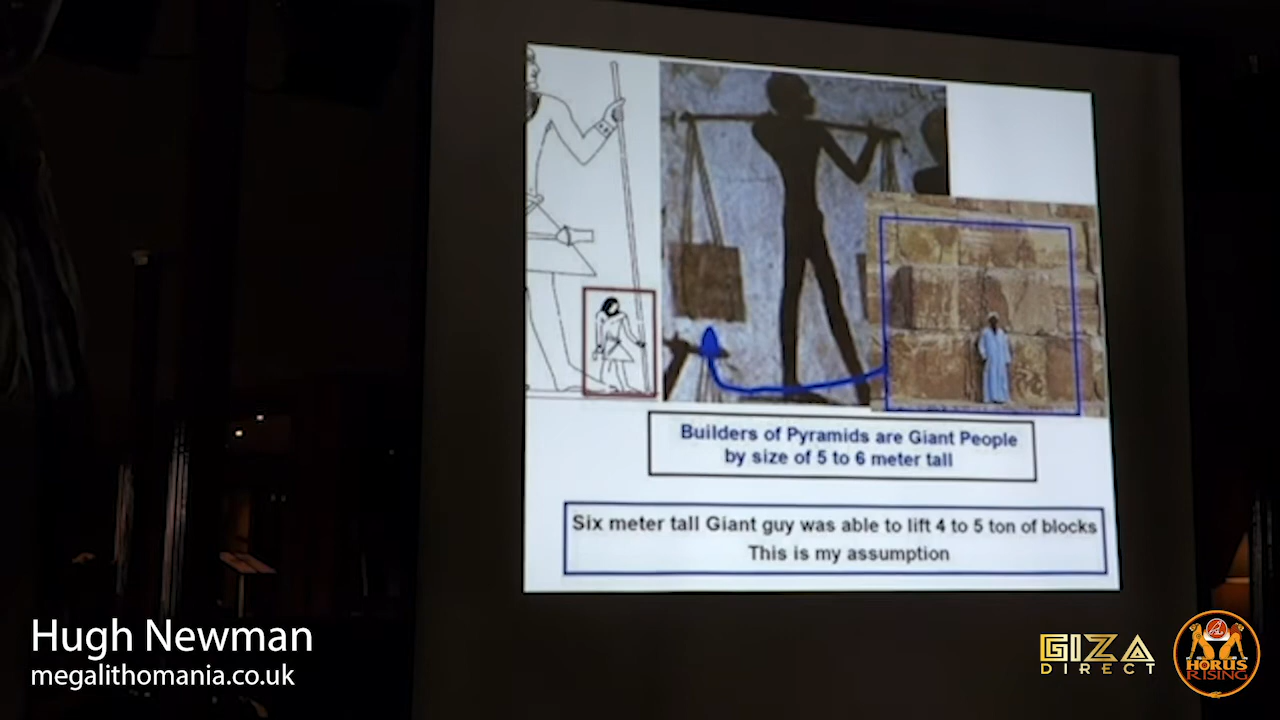 Builders of Pyramids are Giant People
by size of 5 to 6 meter tall
Six meter tall Giant guy was able to lift 4 to 5 ton of blocks
This is my assumption
Hugh Newman
megalithomania.co.uk
GIZA
DIRECT
HORUS
RISING